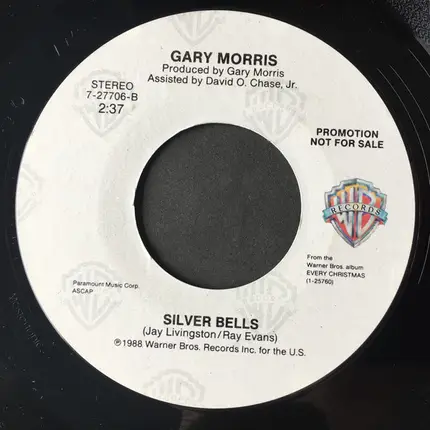 GARY MORRIS
Produced by Gary Morris
Assisted by David O. Chase, Jr.
STEREO
7-27706-B
2:37
PROMOTION
NOT FOR SALE
WB
RECORDS
From the
Warner Bros. album
EVERY CHRISTMAS
(1-25760)
Paramount Music Corp.
ASCAP
SILVER BELLS
(Jay Livingston/Ray Evans)
℗1988 Warner Bros. Records Inc. for the U.S.